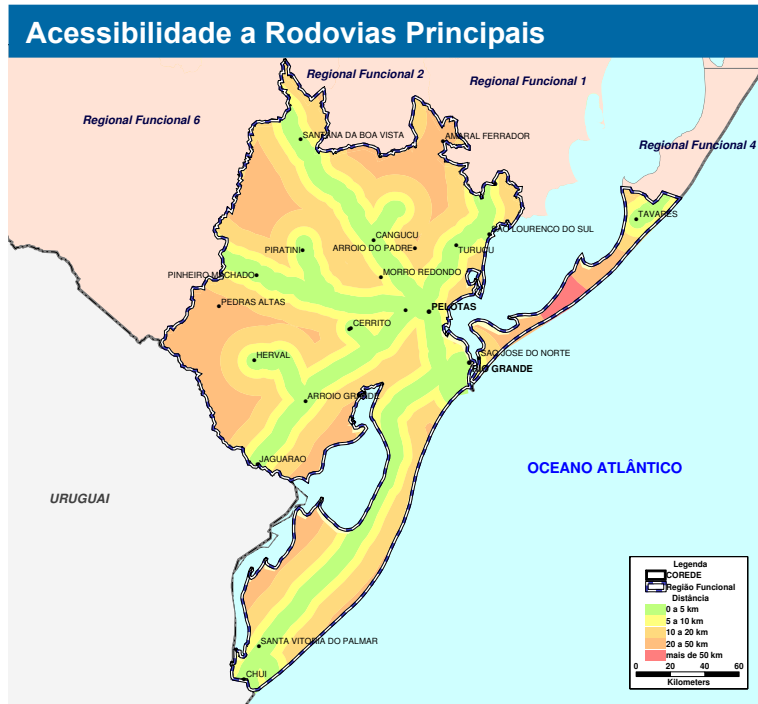 Acessibilidade a Rodovias Principais
Regional Funcional 2
Regional Funcional 1
Regional Funcional 6
Regional Funcional 4
SANTANA DA BOA VISTA
AMARAL FERRADOR
TAVARES
CANGUCU
SAO LOURENCO DO SUL
PIRATINI
ARROIO DO PADRE
TURUCU
PINHEIRO MACHADO
MORRO REDONDO
PEDRAS ALTAS
PELOTAS
CERRITO
HERVAL
SAO JOSE DO NORTE
RIO GRANDE
ARROIO GRANDE
JAGUARAO
OCEANO ATLÂNTICO
URUGUAI
SANTA VITORIA DO PALMAR
CHUI
Legenda
COREDE
Região Funcional
Distância
0 a 5 km
5 a 10 km
10 a 20 km
20 a 50 km
mais de 50 km
0 20 40 60
Kilometers